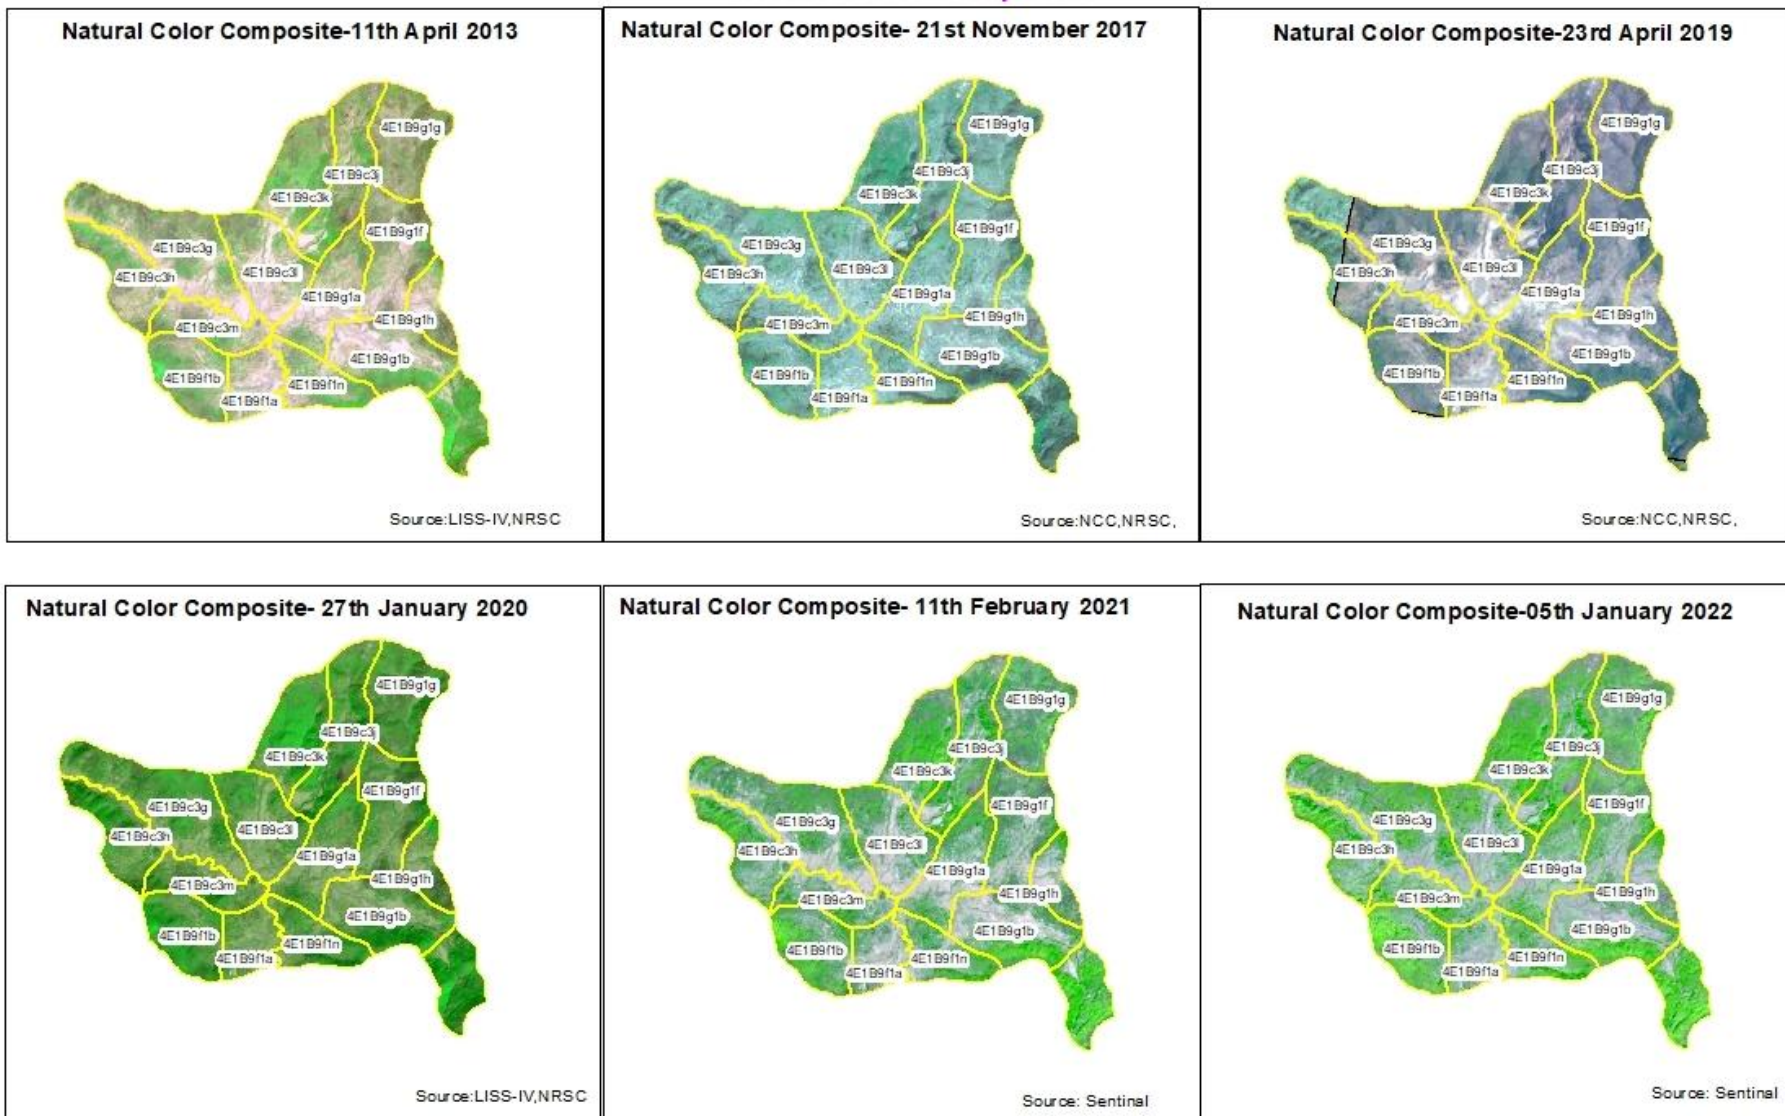 Natural Color Composite-11th April 2013
4E1B9g1g
4E1B9c3j
4E1B9c3k
4E1B9g1f
4E1B9c3g
4E1B9c3l
4E1B9c3h
4E1B9g1a
4E1B9g1h
4E1B9c3m
4E1B9g1b
4E1B9f1b
4E1B9f1n
4E1B9f1a
Source:LISS-IV,NRSC
Natural Color Composite- 21st November 2017
4E1B9g1g
4E1B9c3j
4E1B9c3k
4E1B9g1f
4E1B9c3g
4E1B9c3l
4E1B9c3h
4E1B9g1a
4E1B9g1h
4E1B9c3m
4E1B9g1b
4E1B9f1b
4E1B9f1n
4E1B9f1a
Source:NCC,NRSC,
Natural Color Composite-23rd April 2019
4E1B9g1g
4E1B9c3j
4E1B9c3k
4E1B9g1f
4E1B9c3g
4E1B9c3l
4E1B9c3h
4E1B9g1a
4E1B9g1h
4E1B9c3m
4E1B9g1b
4E1B9f1b
4E1B9f1n
4E1B9f1a
Source:NCC,NRSC,
Natural Color Composite- 27th January 2020
4E1B9g1g
4E1B9c3j
4E1B9c3k
4E1B9g1f
4E1B9c3g
4E1B9c3l
4E1B9c3h
4E1B9g1a
4E1B9g1h
4E1B9c3m
4E1B9g1b
4E1B9f1b
4E1B9f1n
4E1B9f1a
Source:LISS-IV,NRSC
Natural Color Composite- 11th February 2021
4E1B9g1g
4E1B9c3j
4E1B9c3k
4E1B9g1f
4E1B9c3g
4E1B9c3l
4E1B9c3h
4E1B9g1a
4E1B9g1h
4E1B9c3m
4E1B9g1b
4E1B9f1b
4E1B9f1n
4E1B9f1a
Source: Sentinal
Natural Color Composite-05th January 2022
4E1B9g1g
4E1B9c3j
4E1B9c3k
4E1B9g1f
4E1B9c3g
4E1B9c3l
4E1B9c3h
4E1B9g1a
4E1B9g1h
4E1B9c3m
4E1B9g1b
4E1B9f1b
4E1B9f1n
4E1B9f1a
Source: Sentinal